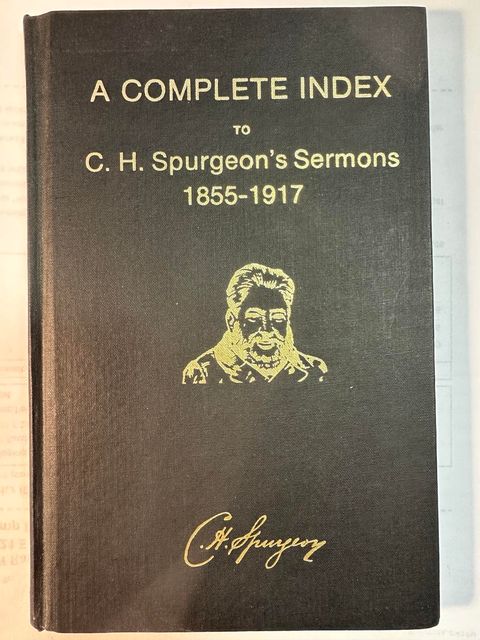 A COMPLETE INDEX
TO
C. H. Spurgeon's Sermons
1855-1917
C. H. Spurgeon